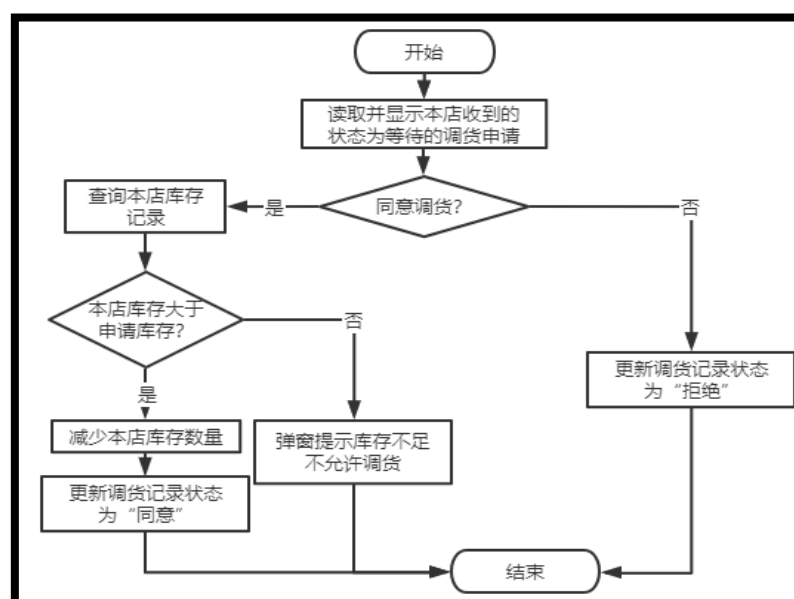 开始
读取并显示本店收到的
状态为等待的调货申请
同意调货？
是
否
查询本店库存
记录
本店库存大于
申请库存？
否
是
更新调货记录状态
为“拒绝”
减少本店库存数量
弹窗提示库存不足
不允许调货
更新调货记录状态
为“同意”
结束